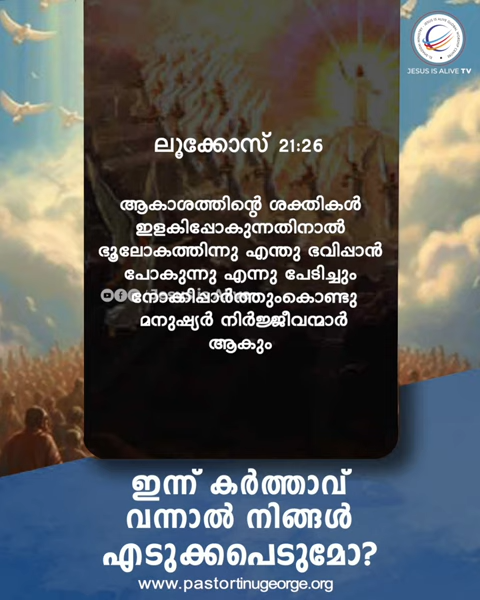 JESUS IS ALIVE TV
ലൂക്കോസ് 21:26
ആകാശത്തിന്റെ ശക്തികൾ
ഇളകിപ്പോകുന്നതിനാൽ
ഭൂലോകത്തിന്നു എന്തു ഭവിപ്പാൻ
പോകുന്നു എന്നു പേടിച്ചും
നോക്കിപ്പാർത്തുംകൊണ്ടു
മനുഷ്യർ നിർജ്ജീവന്മാർ
ആകും
ഇന്ന് കർത്താവ്
വന്നാൽ നിങ്ങൾ
എടുക്കപെടുമോ?
www.pastortinugeorge.org